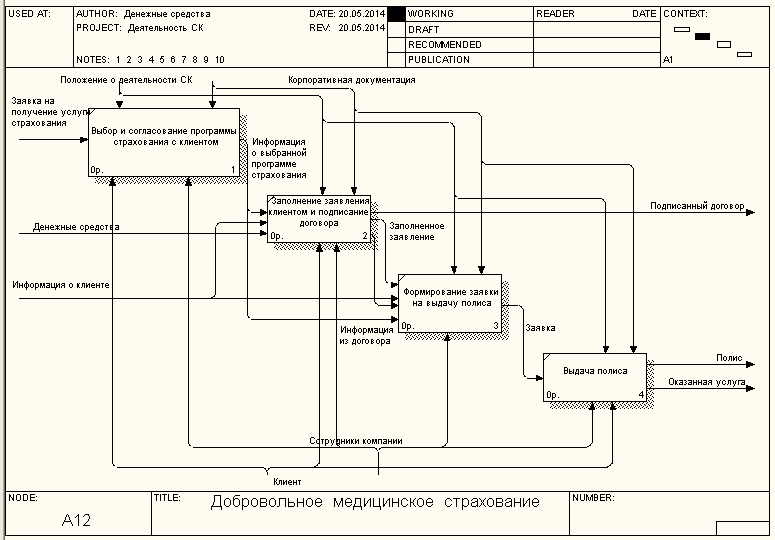 USED AT:
AUTHOR: Денежные средства
DATE: 20.05.2014
WORKING
READER
DATE
CONTEXT:
PROJECT: Деятельность СК
REV: 20.05.2014
DRAFT
RECOMMENDED
NOTES: 1 2 3 4 5 6 7 8 9 10
PUBLICATION
A1
Положение о деятельности СК
Корпоративная документация
Заявка на
получение услуги
страхования
Выбор и согласование программы
страхования с клиентом
0р.
1
Информация
о выбранной
программе
страхования
Заполнение заявления
клиентом и подписание
договора
0р.
2
Подписанный договор
Денежные средства
Заполненное
заявление
Информация о клиенте
Формирование заявки
на выдачу полиса
0р.
3
Информация
из договора
Заявка
Выдача полиса
0р.
4
Полис
Оказанная услуга
Сотрудники компании
Клиент
NODE:
A12
TITLE:
Добровольное медицинское страхование
NUMBER: